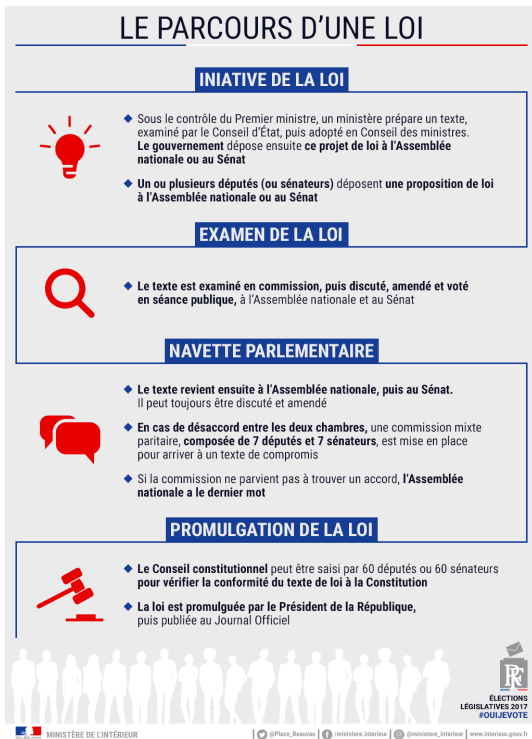 LE PARCOURS D'UNE LOI
INIATIVE DE LA LOI
◆ Sous le contrôle du Premier ministre, un ministère prépare un texte,
examiné par le Conseil d'État, puis adopté en Conseil des ministres.
Le gouvernement dépose ensuite ce projet de loi à l'Assemblée
nationale ou au Sénat
◆ Un ou plusieurs députés (ou sénateurs) déposent une proposition de loi
à l'Assemblée nationale ou au Sénat
EXAMEN DE LA LOI
◆ Le texte est examiné en commission, puis discuté, amendé et voté
en séance publique, à l'Assemblée nationale et au Sénat
NAVETTE PARLEMENTAIRE
◆ Le texte revient ensuite à l'Assemblée nationale, puis au Sénat.
Il peut toujours être discuté et amendé
◆ En cas de désaccord entre les deux chambres, une commission mixte
paritaire, composée de 7 députés et 7 sénateurs, est mise en place
pour arriver à un texte de compromis
◆ Si la commission ne parvient pas à trouver un accord, l'Assemblée
nationale a le dernier mot
PROMULGATION DE LA LOI
◆ Le Conseil constitutionnel peut être saisi par 60 députés ou 60 sénateurs
pour vérifier la conformité du texte de loi à la Constitution
◆ La loi est promulguée par le Président de la République,
puis publiée au Journal Officiel
RF
ÉLECTIONS
LÉGISLATIVES 2017
#OUIJEVOTE
MINISTÈRE DE L'INTÉRIEUR
@Place_Beauvau | /ministere.interieur | @ministere_interieur | www.interieur.gouv.fr